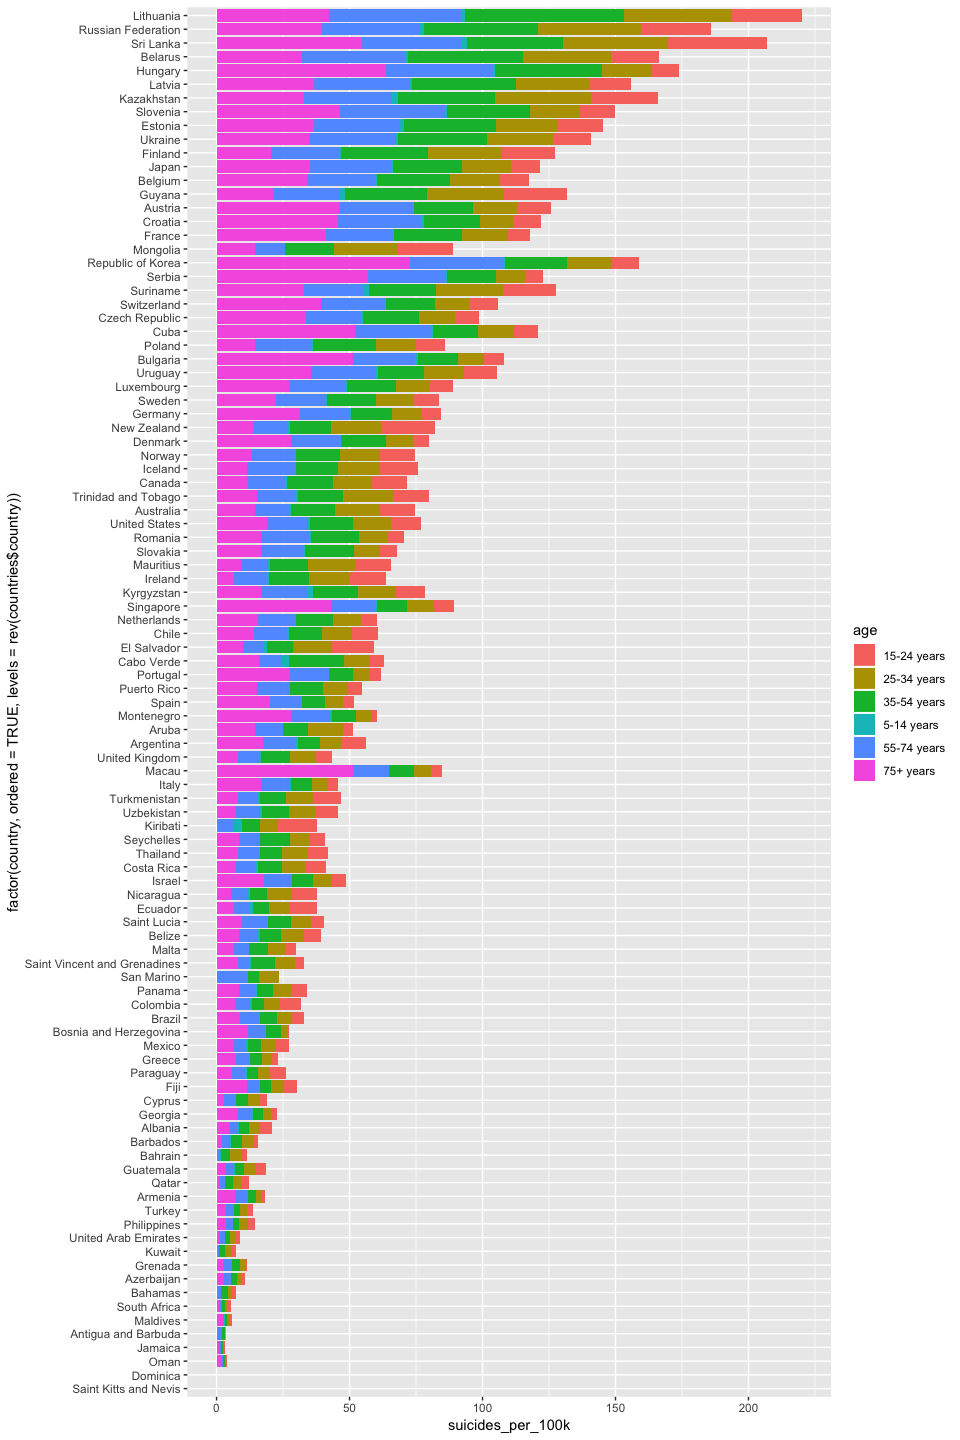 Lithuania
Russian Federation
Sri Lanka
Belarus
Hungary
Latvia
Kazakhstan
Slovenia
Estonia
Ukraine
Finland
Japan
Belgium
Guyana
Austria
Croatia
France
Mongolia
Republic of Korea
Serbia
Suriname
Switzerland
Czech Republic
Cuba
Poland
Bulgaria
Uruguay
Luxembourg
Sweden
Germany
New Zealand
Denmark
Norway
Iceland
Canada
Trinidad and Tobago
Australia
United States
Romania
Slovakia
Mauritius
Ireland
Kyrgyzstan
Singapore
Netherlands
Chile
El Salvador
Cabo Verde
Portugal
Puerto Rico
Spain
Montenegro
Aruba
Argentina
United Kingdom
Macau
Italy
Turkmenistan
Uzbekistan
Kiribati
Seychelles
Thailand
Costa Rica
Israel
Nicaragua
Ecuador
Saint Lucia
Belize
Malta
Saint Vincent and Grenadines
San Marino
Panama
Colombia
Brazil
Bosnia and Herzegovina
Mexico
Greece
Paraguay
Fiji
Cyprus
Georgia
Albania
Barbados
Bahrain
Guatemala
Qatar
Armenia
Turkey
Philippines
United Arab Emirates
Kuwait
Grenada
Azerbaijan
Bahamas
South Africa
Maldives
Antigua and Barbuda
Jamaica
Oman
Dominica
Saint Kitts and Nevis
factor(country, ordered = TRUE, levels = rev(countries$country))
0 50 100 150 200
suicides_per_100k
age
15-24 years
25-34 years
35-54 years
5-14 years
55-74 years
75+ years